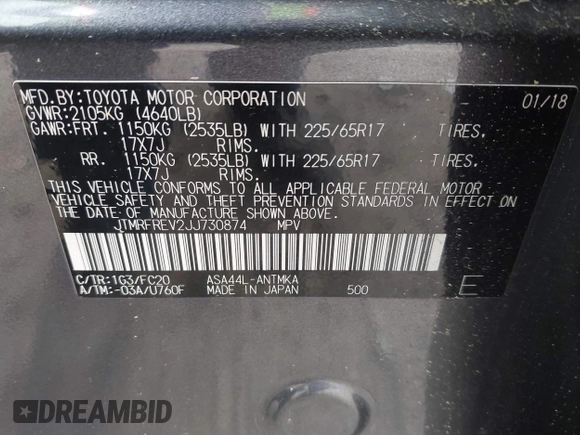 MFD.BY:TOYOTA MOTOR CORPORATION 01/18
GVWR:2105KG (4640LB)
GAWR:FRT. 1150KG (2535LB) WITH 225/65R17 TIRES.
17X7J RIMS.
RR. 1150KG (2535LB) WITH 225/65R17 TIRES.
17X7J RIMS.
THIS VEHICLE CONFORMS TO ALL APPLICABLE FEDERAL MOTOR
VEHICLE SAFETY AND THEFT PREVENTION STANDARDS IN EFFECT ON
THE DATE OF MANUFACTURE SHOWN ABOVE.
JTMRFREV2JJ730874 MPV
C/TR:1G3/FC20 ASA44L-ANTMKA
A/TM:-03A/U760F MADE IN JAPAN 500 E
DREAMBID